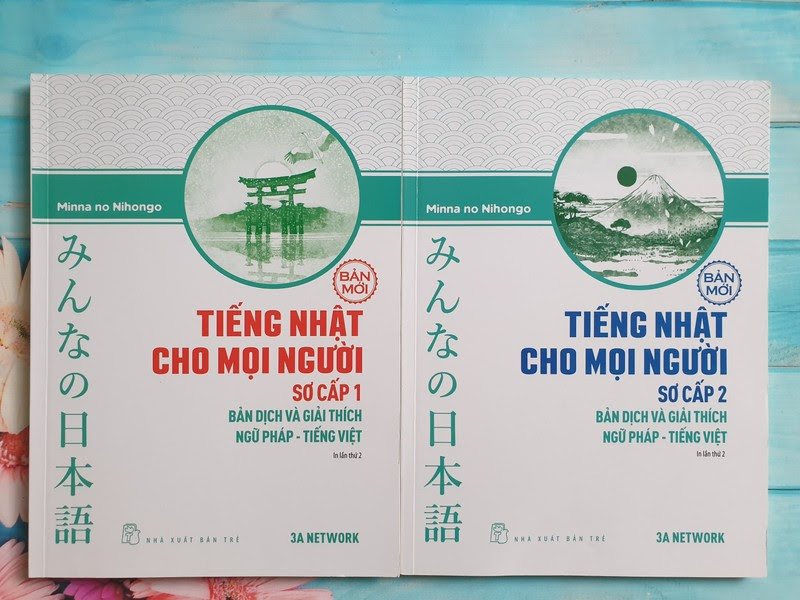 Minna no Nihongo
みんなの日本語
BẢN MỚI
TIẾNG NHẬT
CHO MỌI NGƯỜI
SƠ CẤP 1
BẢN DỊCH VÀ GIẢI THÍCH
NGỮ PHÁP - TIẾNG VIỆT
In lần thứ 2
NHÀ XUẤT BẢN TRẺ
3A NETWORK
Minna no Nihongo
みんなの日本語
BẢN MỚI
TIẾNG NHẬT
CHO MỌI NGƯỜI
SƠ CẤP 2
BẢN DỊCH VÀ GIẢI THÍCH
NGỮ PHÁP - TIẾNG VIỆT
In lần thứ 2
NHÀ XUẤT BẢN TRẺ
3A NETWORK